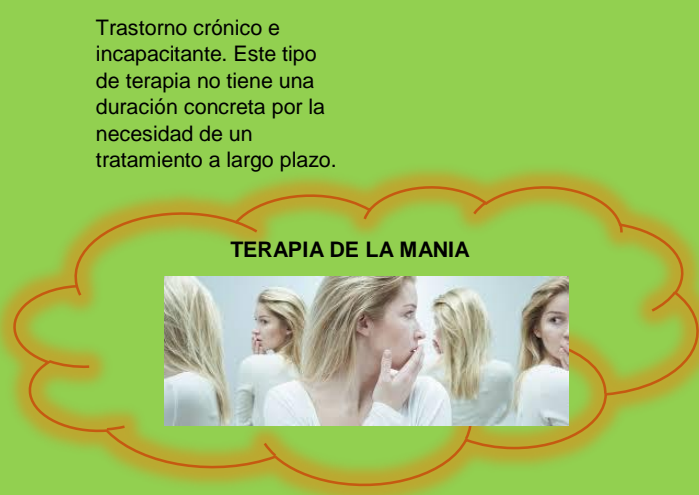 Trastorno crónico e
incapacitante. Este tipo
de terapia no tiene una
duración concreta por la
necesidad de un
tratamiento a largo plazo.
TERAPIA DE LA MANIA